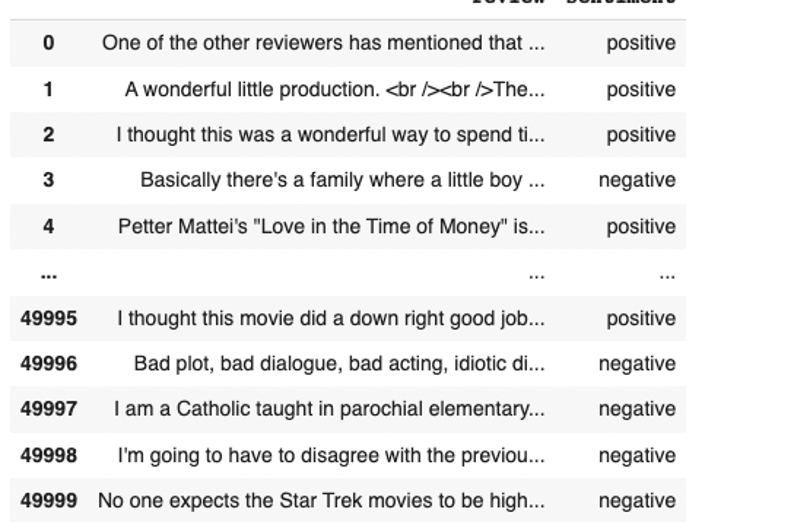 review sentiment
0 One of the other reviewers has mentioned that ... positive
1 A wonderful little production. <br /><br />The... positive
2 I thought this was a wonderful way to spend ti... positive
3 Basically there's a family where a little boy ... negative
4 Petter Mattei's "Love in the Time of Money" is... positive
... ... ...
49995 I thought this movie did a down right good job... positive
49996 Bad plot, bad dialogue, bad acting, idiotic di... negative
49997 I am a Catholic taught in parochial elementary... negative
49998 I'm going to have to disagree with the previou... negative
49999 No one expects the Star Trek movies to be high... negative